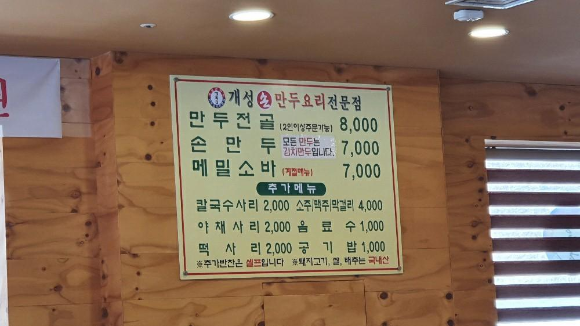 개성 손 만두요리전문점
만두전골 (2인이상주문가능) 8,000
손만두 모든 만두는 김치만두입니다. 7,000
메밀소바 (계절메뉴) 7,000
추가메뉴
칼국수사리 2,000 소주/맥주/막걸리 4,000
야채사리 2,000 음료수 1,000
떡사리 2,000 공기밥 1,000
※추가반찬은 셀프입니다 ※돼지고기, 쌀, 배추는 국내산